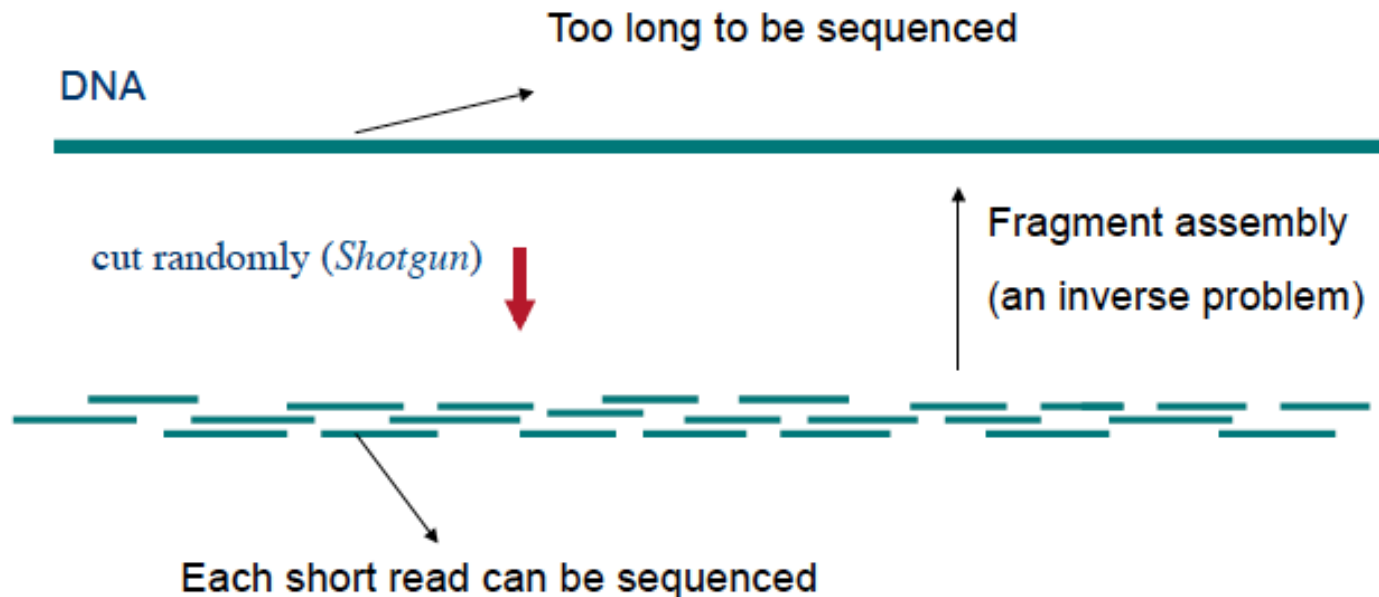 Too long to be sequenced
DNA
Fragment assembly
cut randomly (Shotgun)
(an inverse problem)
Each short read can be sequenced